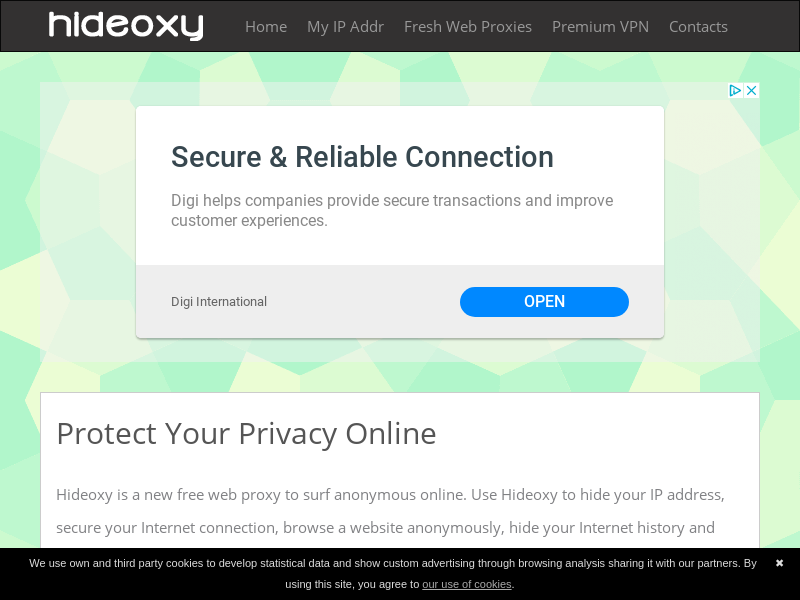 hideoxy
Home My IP Addr Fresh Web Proxies Premium VPN Contacts
Secure & Reliable Connection
Digi helps companies provide secure transactions and improve
customer experiences.
Digi International
OPEN
Protect Your Privacy Online
Hideoxy is a new free web proxy to surf anonymous online. Use Hideoxy to hide your IP address,
secure your Internet connection, browse a website anonymously, hide your Internet history and
We use own and third party cookies to develop statistical data and show custom advertising through browsing analysis sharing it with our partners. By ✖
using this site, you agree to our use of cookies.